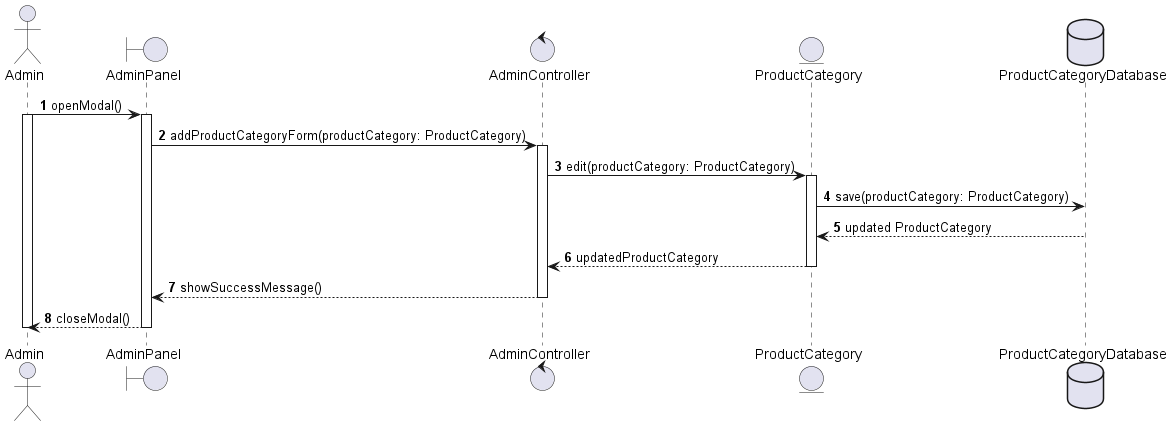 Admin
AdminPanel
AdminController
ProductCategory
ProductCategoryDatabase
1 openModal()
2 addProductCategoryForm(productCategory: ProductCategory)
3 edit(productCategory: ProductCategory)
4 save(productCategory: ProductCategory)
5 updated ProductCategory
6 updatedProductCategory
7 showSuccessMessage()
8 closeModal()
Admin
AdminPanel
AdminController
ProductCategory
ProductCategoryDatabase